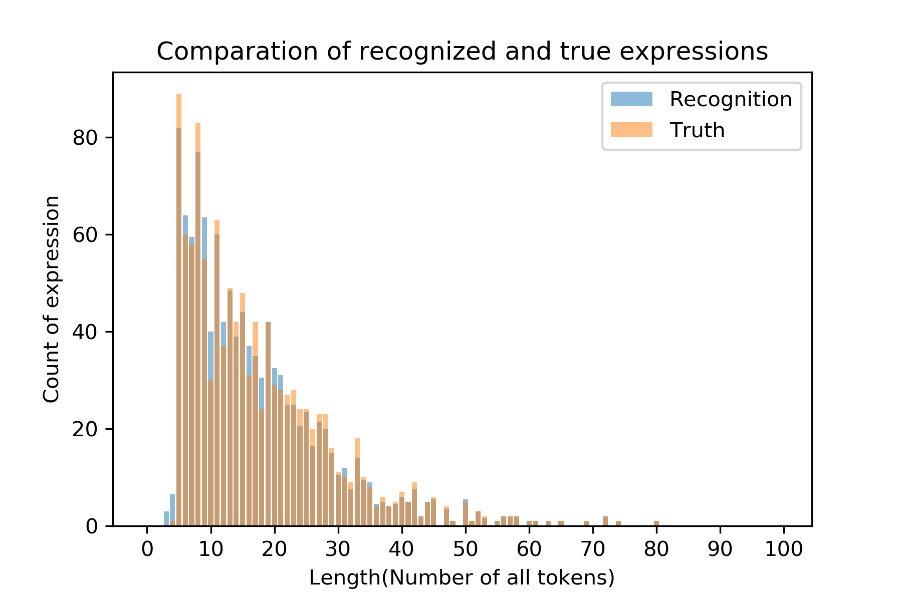 Comparation of recognized and true expressions
Recognition
Truth
Count of expression
80
60
40
20
0
0 10 20 30 40 50 60 70 80 90 100
Length(Number of all tokens)